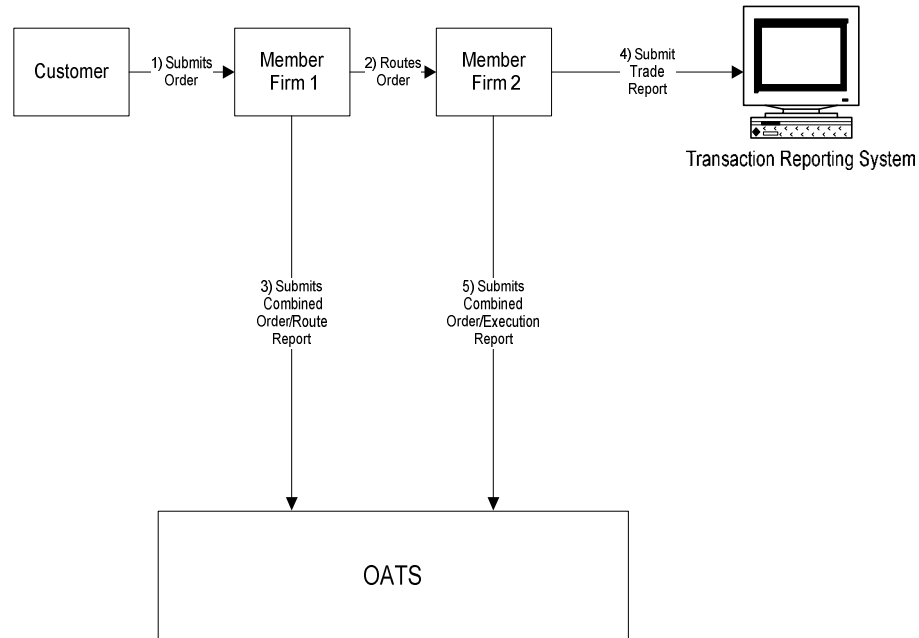 Customer
1) Submits
Order
Member
Firm 1
2) Routes
Order
Member
Firm 2
4) Submit
Trade
Report
Transaction Reporting System
3) Submits
Combined
Order/Route
Report
5) Submits
Combined
Order/Execution
Report
OATS